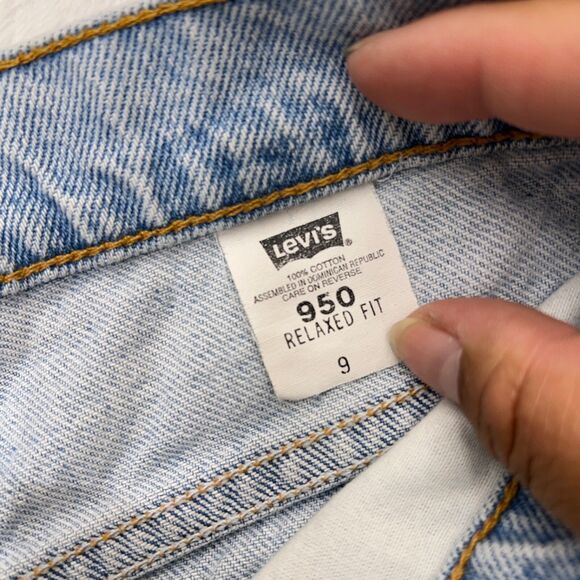 Levi's ®
100% COTTON
ASSEMBLED IN DOMINICAN REPUBLIC
CARE ON REVERSE
950
RELAXED FIT
9